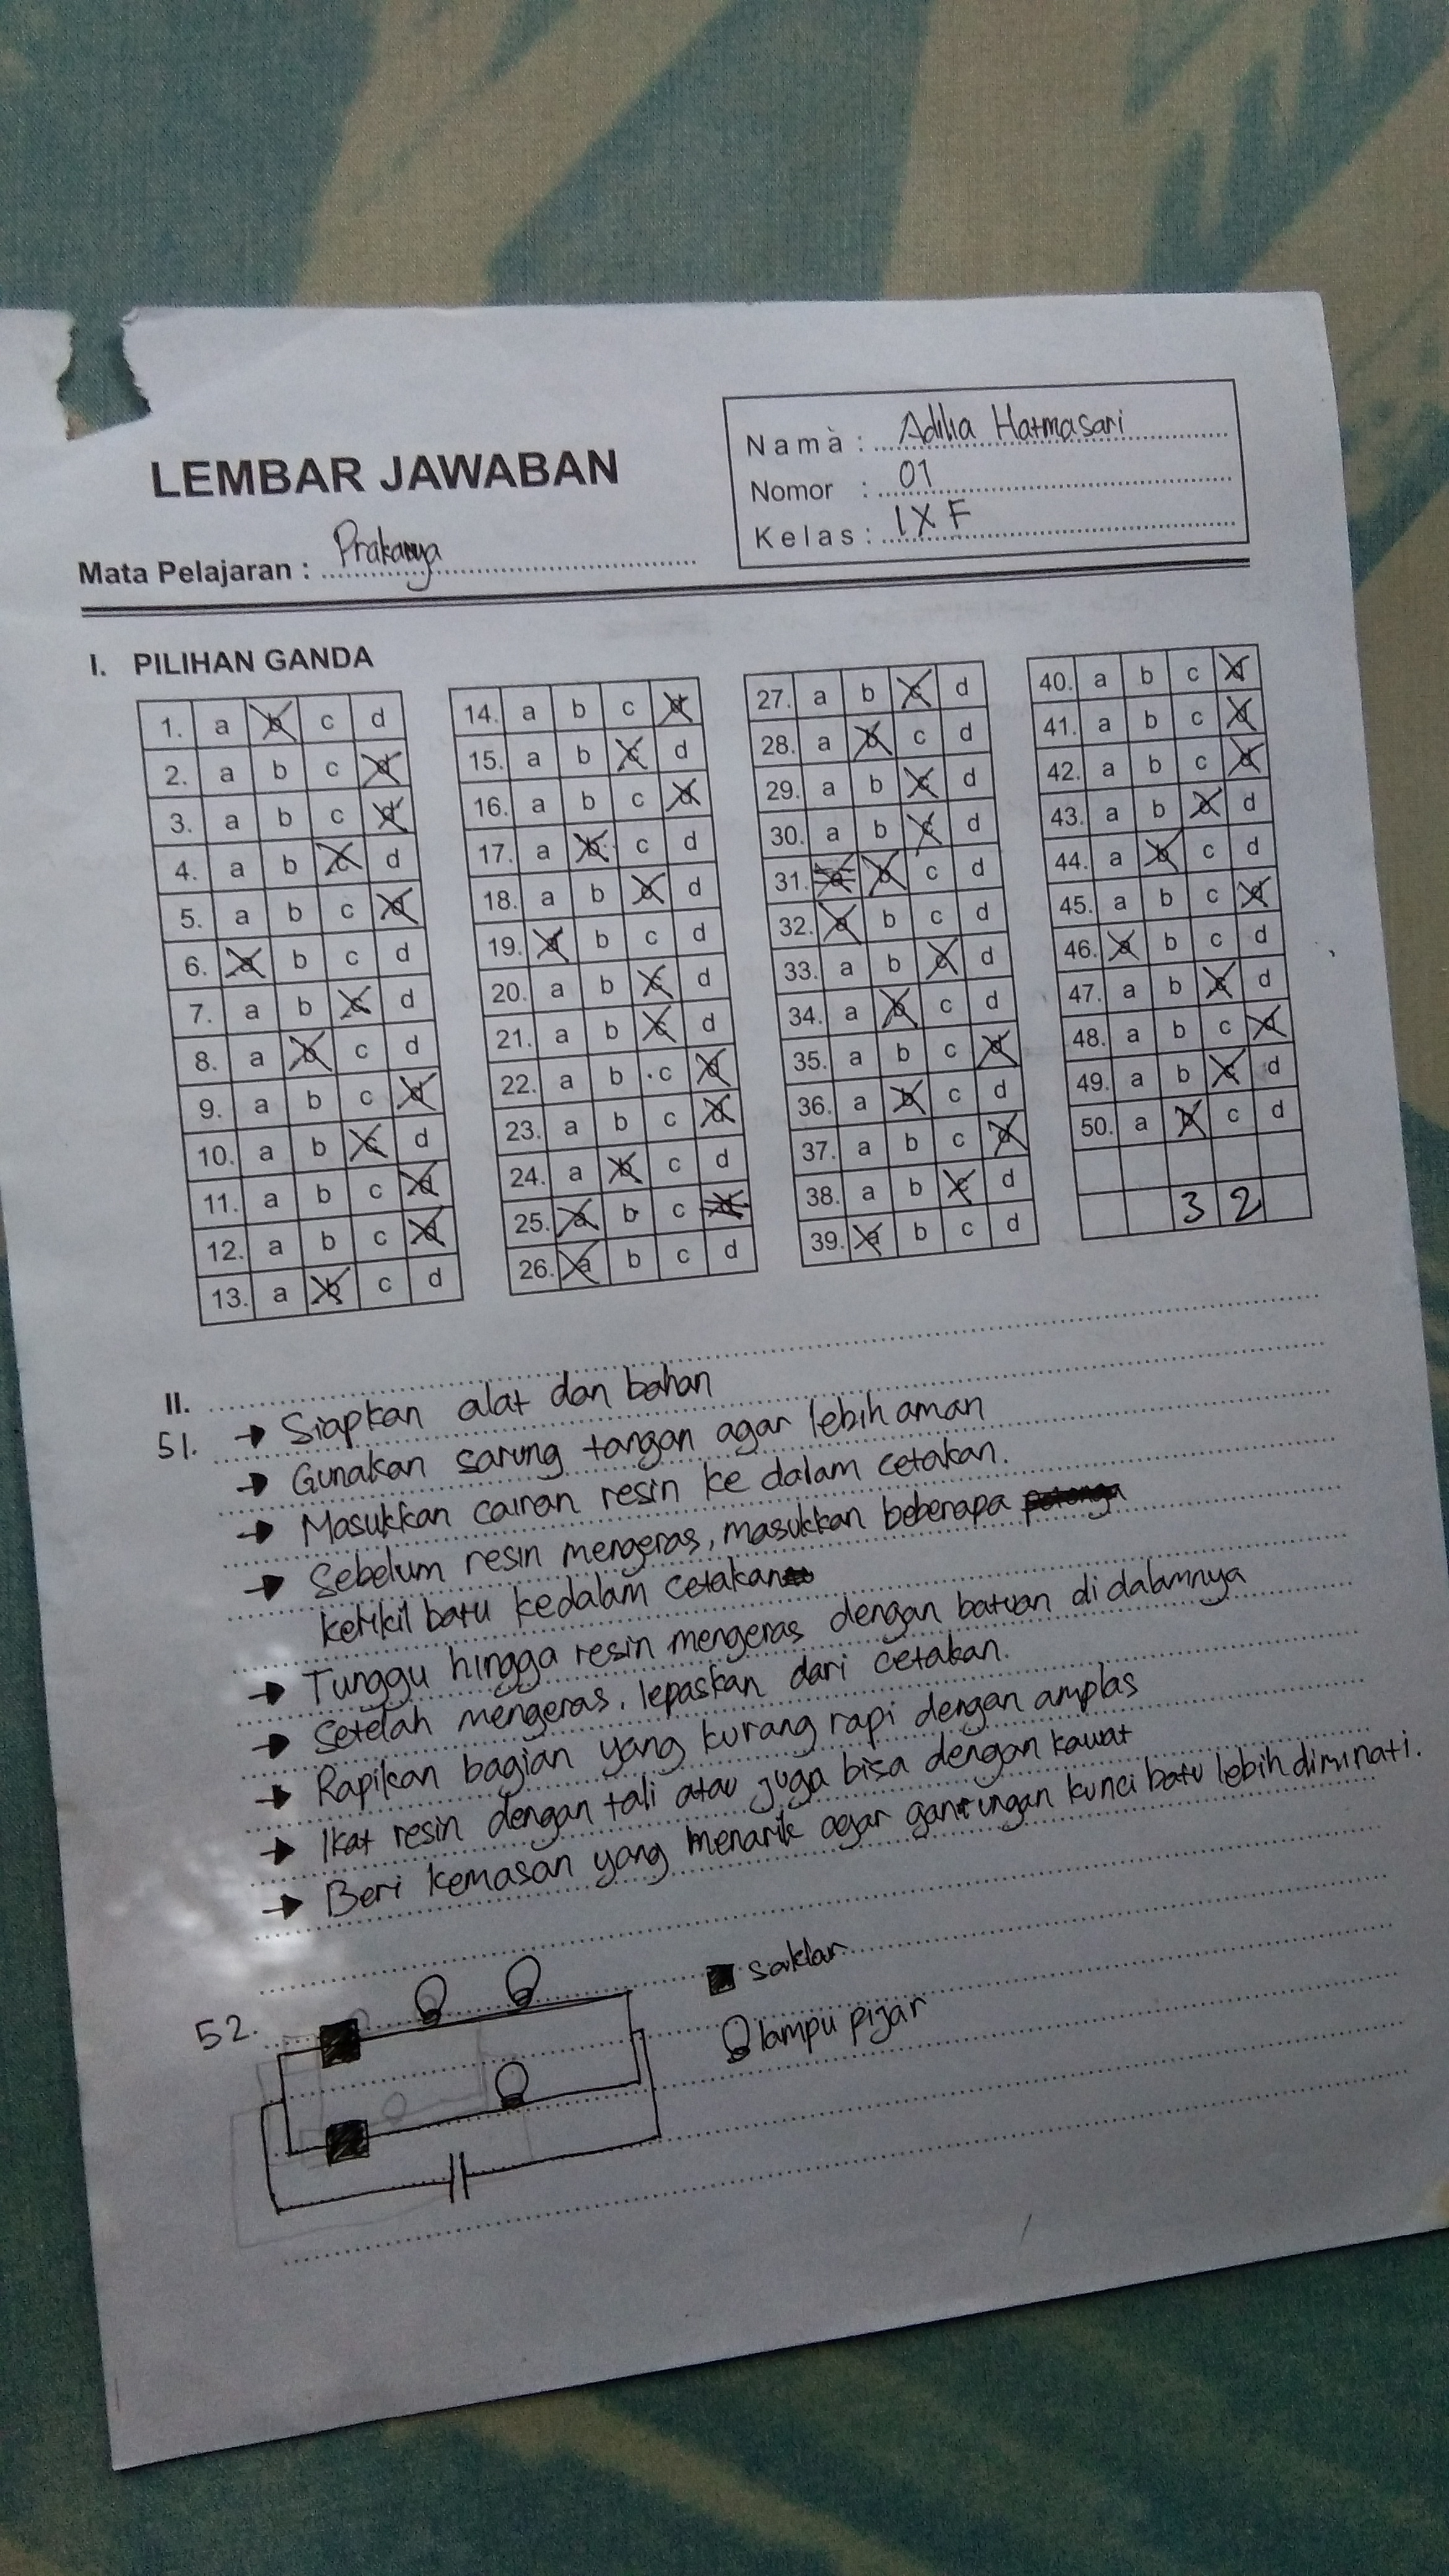 LEMBAR JAWABAN
Nama : Adilia Hatmasari
Nomor : 01
Kelas : IX F
Mata Pelajaran : Prakarya
I. PILIHAN GANDA
1. a b c d
2. a b c d
3. a b c d
4. a b c d
5. a b c d
6. a b c d
7. a b c d
8. a b c d
9. a b c d
10. a b c d
11. a b c d
12. a b c d
13. a b c d
14. a b c d
15. a b c d
16. a b c d
17. a b c d
18. a b c d
19. a b c d
20. a b c d
21. a b c d
22. a b c d
23. a b c d
24. a b c d
25. a b c d
26. a b c d
27. a b c d
28. a b c d
29. a b c d
30. a b c d
31. a b c d
32. a b c d
33. a b c d
34. a b c d
35. a b c d
36. a b c d
37. a b c d
38. a b c d
39. a b c d
40. a b c d
41. a b c d
42. a b c d
43. a b c d
44. a b c d
45. a b c d
46. a b c d
47. a b c d
48. a b c d
49. a b c d
50. a b c d
3 2
II.
51. → Siapkan alat dan bahan
→ Gunakan sarung tangan agar lebih aman
→ Masukkan cairan resin ke dalam cetakan.
→ Sebelum resin mengeras, masukkan beberapa
kerikil batu kedalam cetakan
→ Tunggu hingga resin mengeras dengan batuan di dalamnya
→ Setelah mengeras, lepaskan dari cetakan.
→ Rapikan bagian yang kurang rapi dengan amplas
→ Ikat resin dengan tali atau juga bisa dengan kawat
→ Beri kemasan yang menarik agar gantungan kunci batu lebih diminati.
52.
saklar
lampu pijar